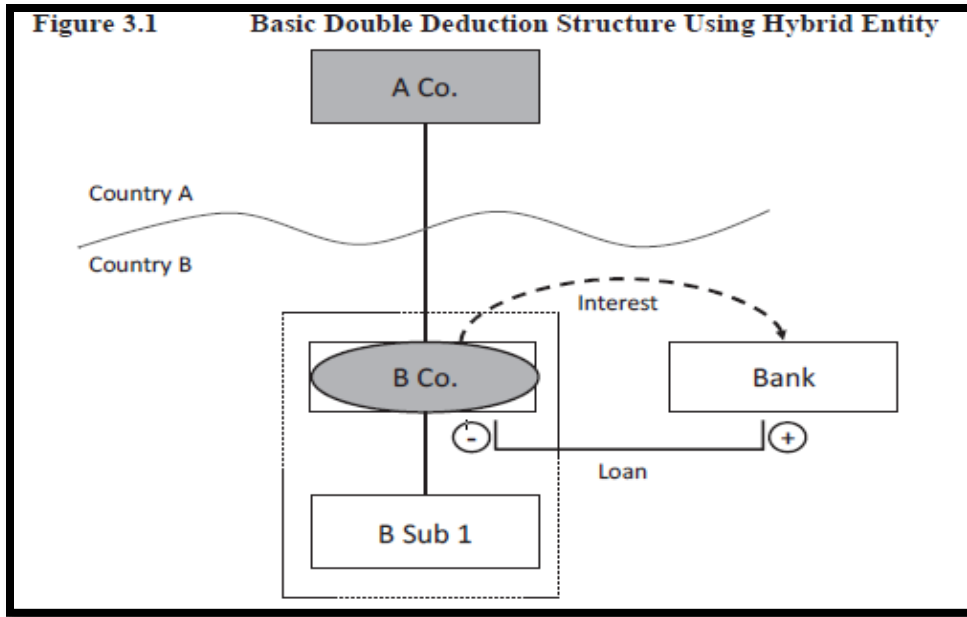 Figure 3.1 Basic Double Deduction Structure Using Hybrid Entity
A Co.
Country A
Country B
Interest
B Co.
Bank
-
+
Loan
B Sub 1